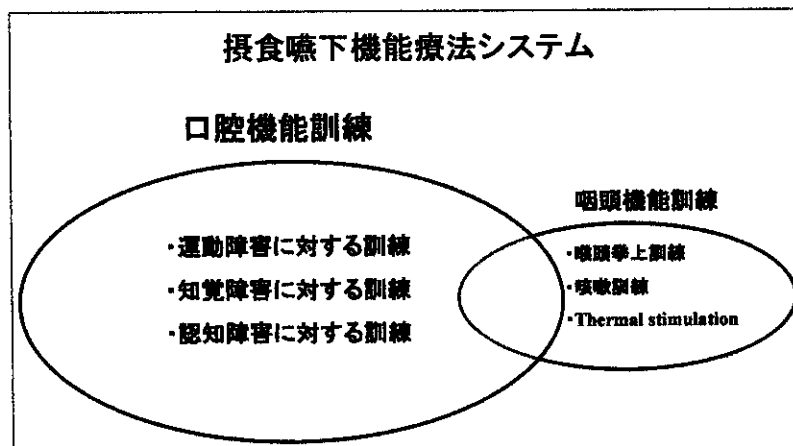 摂食嚥下機能療法システム
口腔機能訓練
・運動障害に対する訓練
・知覚障害に対する訓練
・認知障害に対する訓練
咽頭機能訓練
・喉頭挙上訓練
・咳嗽訓練
・Thermal stimulation